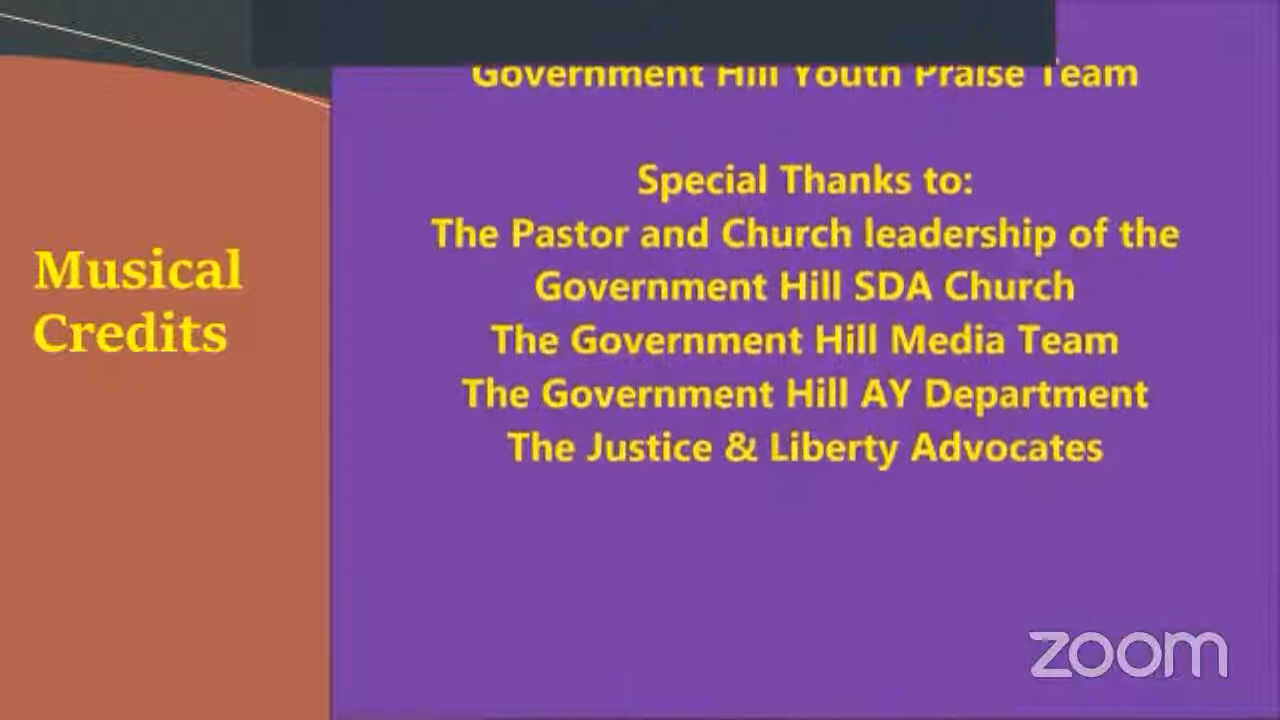 Government Hill Youth Praise Team
Special Thanks to:
The Pastor and Church leadership of the
Government Hill SDA Church
The Government Hill Media Team
The Government Hill AY Department
The Justice & Liberty Advocates
Musical
Credits
zoom